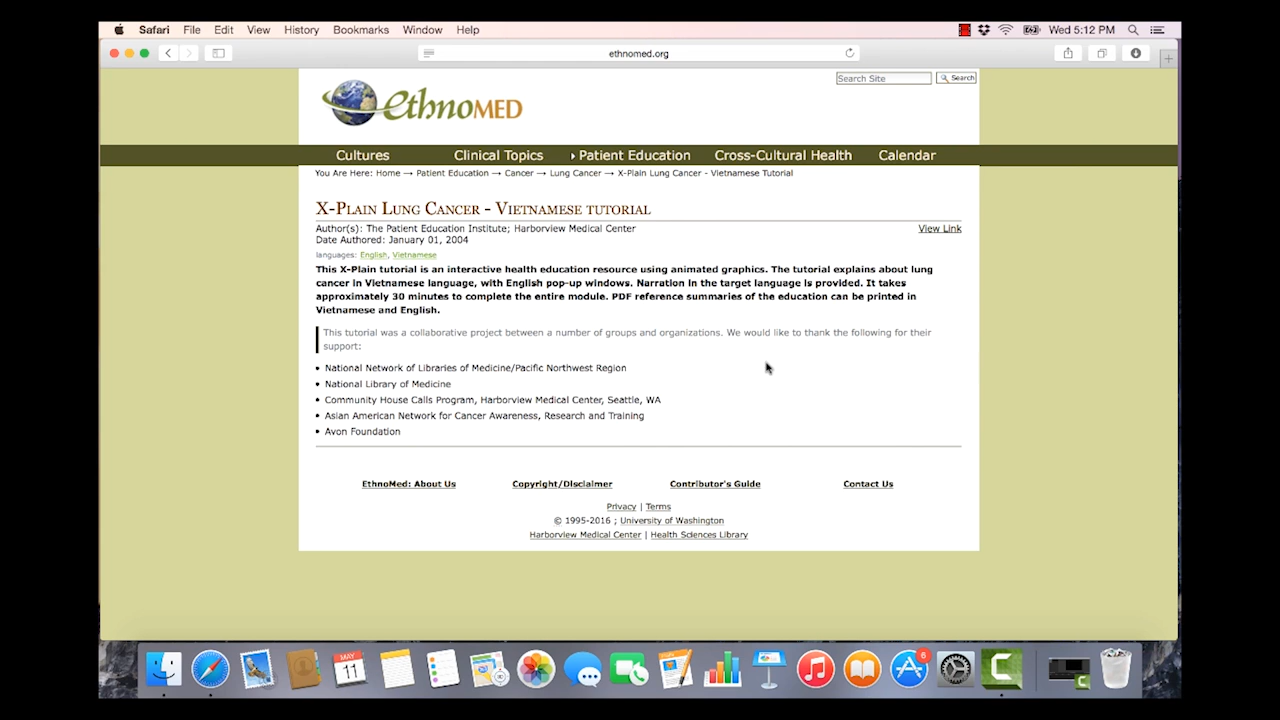 Safari File Edit View History Bookmarks Window Help Wed 5:12 PM
ethnomed.org
Search Site Search
ethnoMED
Cultures Clinical Topics Patient Education Cross-Cultural Health Calendar
You Are Here: Home → Patient Education → Cancer → Lung Cancer → X-Plain Lung Cancer - Vietnamese Tutorial
X-Plain Lung Cancer - Vietnamese tutorial
Author(s): The Patient Education Institute; Harborview Medical Center View Link
Date Authored: January 01, 2004
languages: English, Vietnamese
This X-Plain tutorial is an interactive health education resource using animated graphics. The tutorial explains about lung
cancer in Vietnamese language, with English pop-up windows. Narration in the target language is provided. It takes
approximately 30 minutes to complete the entire module. PDF reference summaries of the education can be printed in
Vietnamese and English.
This tutorial was a collaborative project between a number of groups and organizations. We would like to thank the following for their
support:
• National Network of Libraries of Medicine/Pacific Northwest Region
• National Library of Medicine
• Community House Calls Program, Harborview Medical Center, Seattle, WA
• Asian American Network for Cancer Awareness, Research and Training
• Avon Foundation
EthnoMed: About Us Copyright/Disclaimer Contributor's Guide Contact Us
Privacy | Terms
© 1995-2016 ; University of Washington
Harborview Medical Center | Health Sciences Library
MAY
11
6